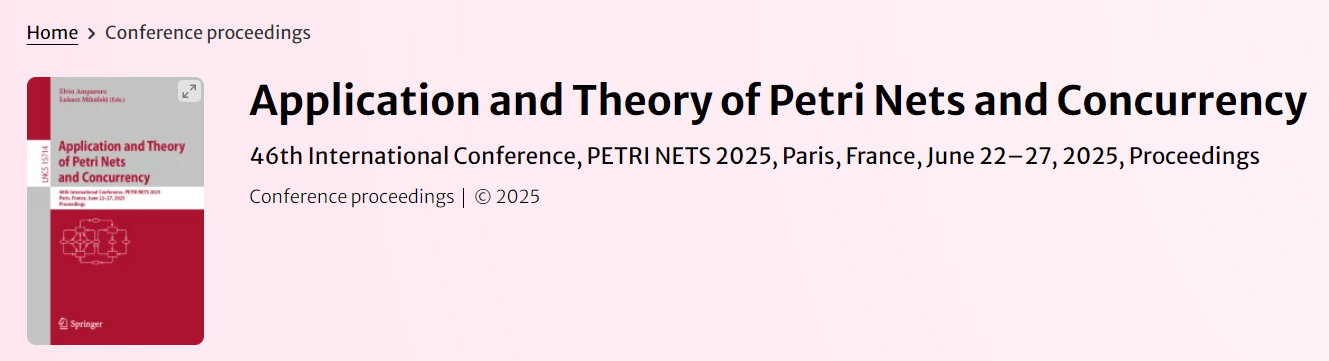 Home > Conference proceedings
Elvio Amparore
Łukasz Mikulski (Eds.)
LNCS 15714
Application and Theory
of Petri Nets
and Concurrency
46th International Conference, PETRI NETS 2025
Paris, France, June 22–27, 2025
Proceedings
Springer
Application and Theory of Petri Nets and Concurrency
46th International Conference, PETRI NETS 2025, Paris, France, June 22–27, 2025, Proceedings
Conference proceedings | © 2025